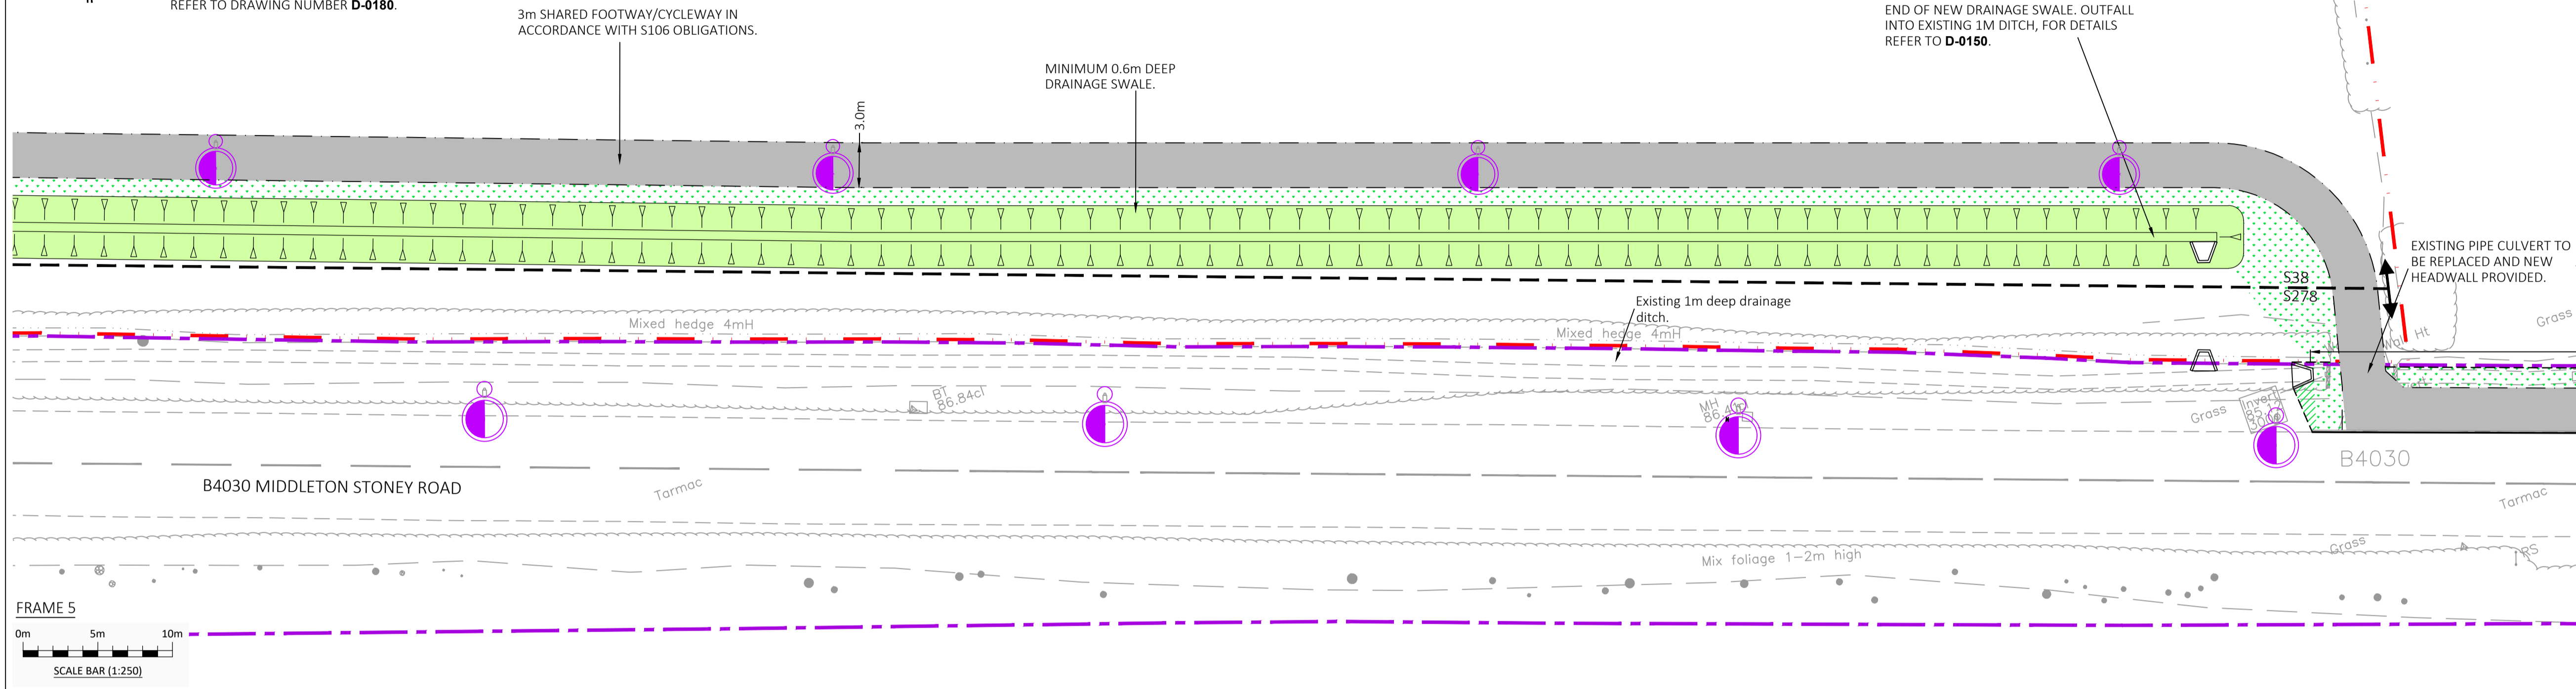 REFER TO DRAWING NUMBER D-0180.
3m SHARED FOOTWAY/CYCLEWAY IN
ACCORDANCE WITH S106 OBLIGATIONS.
MINIMUM 0.6m DEEP
DRAINAGE SWALE.
3.0m
END OF NEW DRAINAGE SWALE. OUTFALL
INTO EXISTING 1M DITCH, FOR DETAILS
REFER TO D-0150.
EXISTING PIPE CULVERT TO
BE REPLACED AND NEW
HEADWALL PROVIDED.
S38
S278
Existing 1m deep drainage
ditch.
Mixed hedge 4mH
Mixed hedge 4mH
Ht
Grass
BT
86.84cl
MH
Grass
Invert
B4030
B4030 MIDDLETON STONEY ROAD
Tarmac
Tarmac
Mix foliage 1-2m high
Grass
RS
FRAME 5
0m 5m 10m
SCALE BAR (1:250)